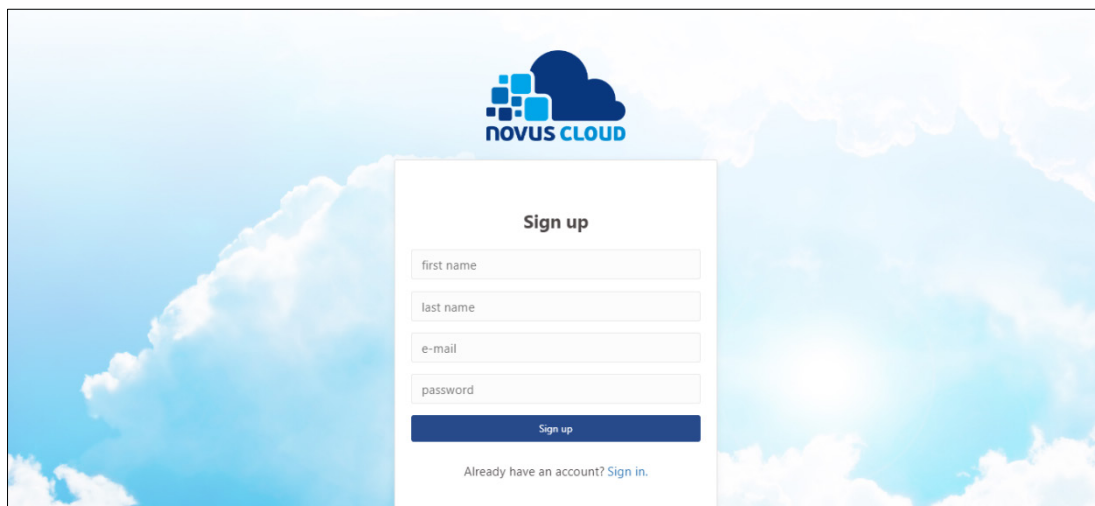 novus cloud
Sign up
first name
last name
e-mail
password
Sign up
Already have an account? Sign in.